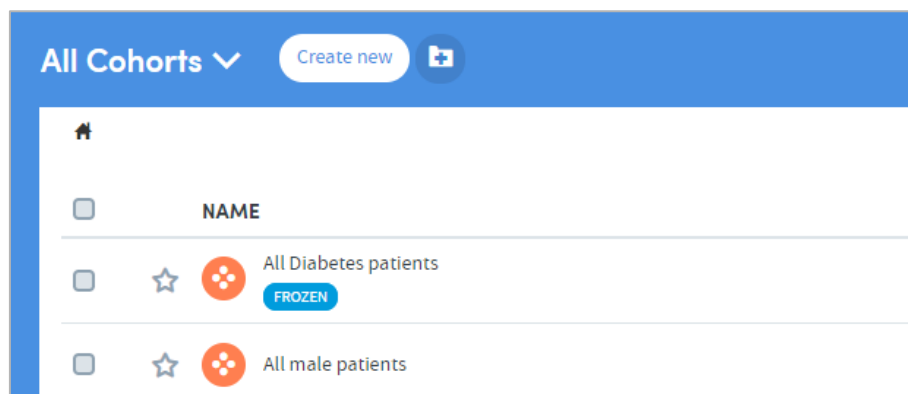 All Cohorts
Create new
NAME
All Diabetes patients
FROZEN
All male patients